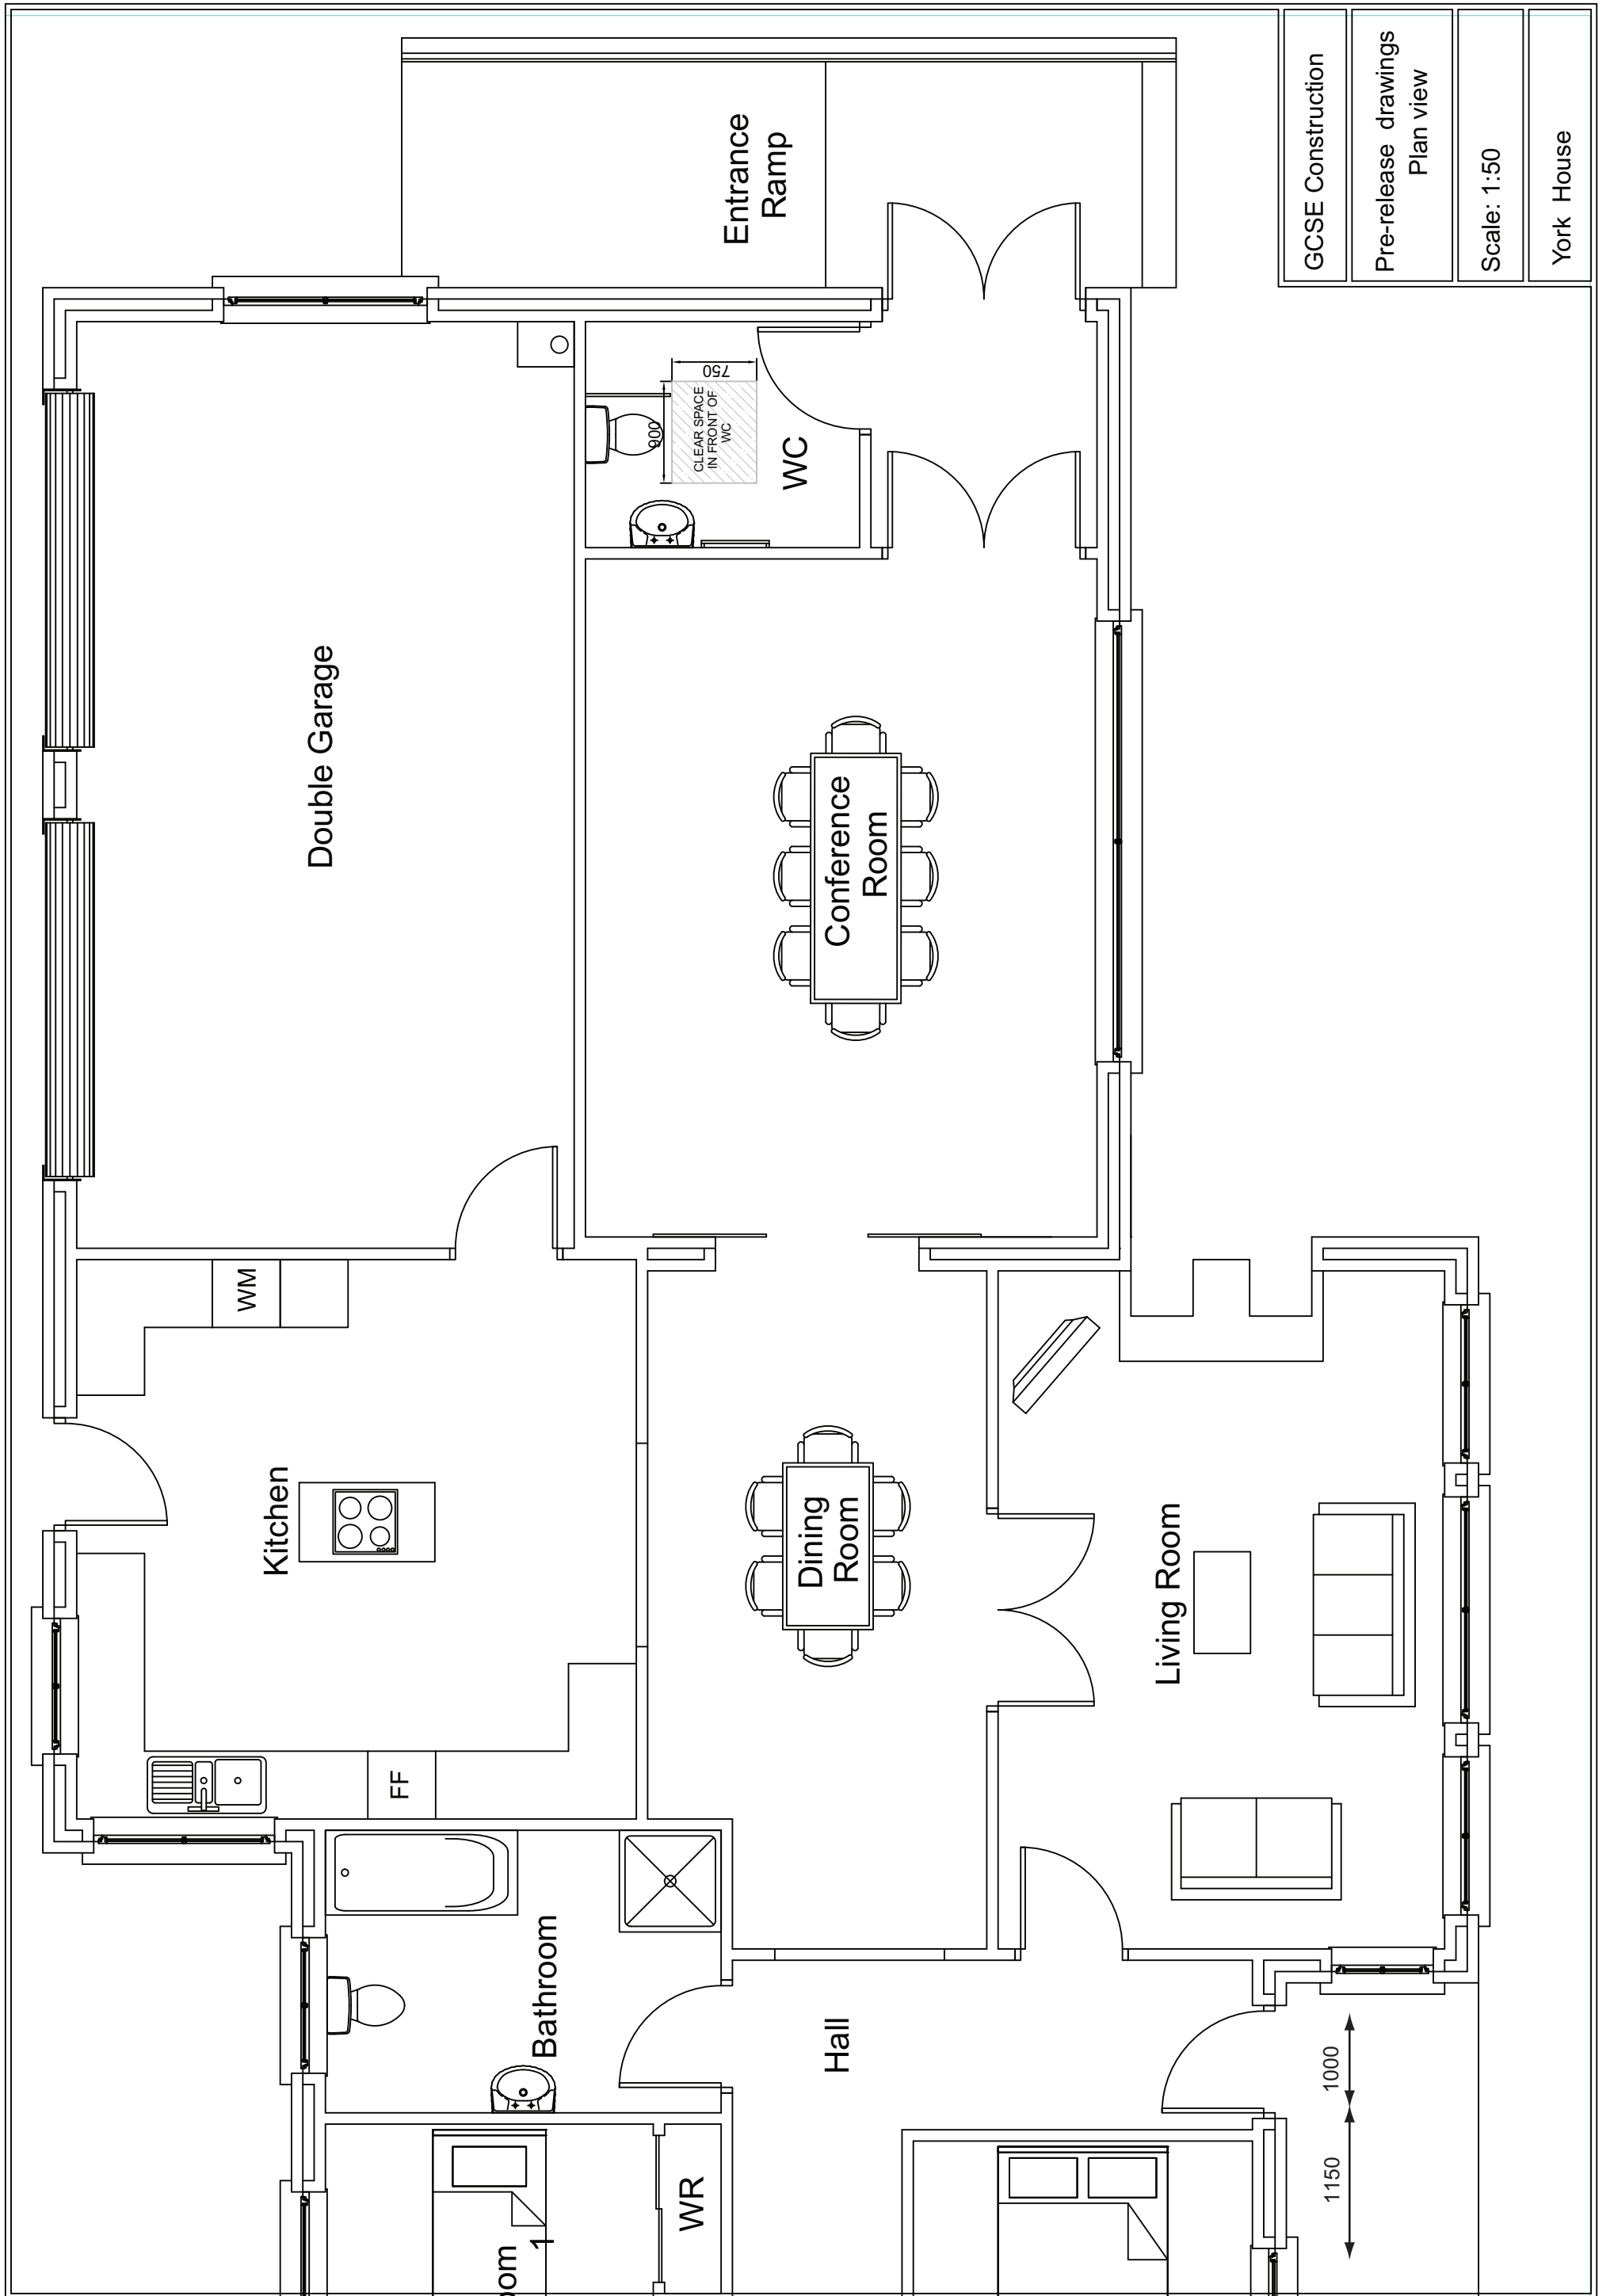 GCSE Construction
Pre-release drawings
Plan view
Scale: 1:50
York House
Entrance
Ramp
Double Garage
750
900
CLEAR SPACE
IN FRONT OF
WC
WC
Conference
Room
WM
Kitchen
FF
Dining
Room
Living Room
Bathroom
Hall
WR
oom
1
1000
1150